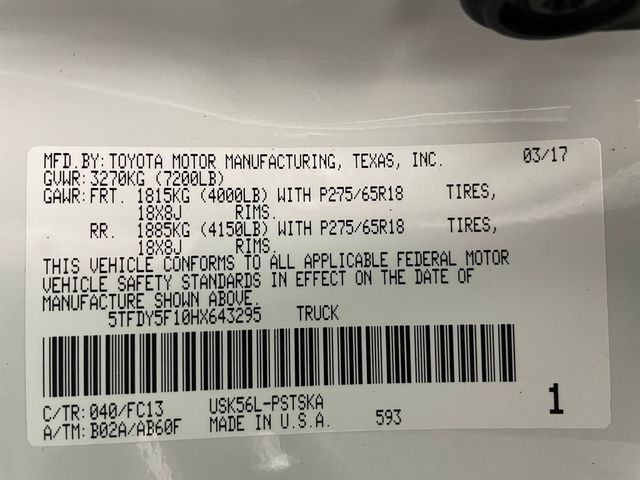 MFD.BY: TOYOTA MOTOR MANUFACTURING, TEXAS, INC. 03/17
GVWR: 3270KG (7200LB)
GAWR: FRT. 1815KG (4000LB) WITH P275/65R18 TIRES,
18X8J RIMS.
RR. 1885KG (4150LB) WITH P275/65R18 TIRES,
18X8J RIMS.
THIS VEHICLE CONFORMS TO ALL APPLICABLE FEDERAL MOTOR
VEHICLE SAFETY STANDARDS IN EFFECT ON THE DATE OF
MANUFACTURE SHOWN ABOVE.
5TFDY5F10HX643295 TRUCK
C/TR: 040/FC13 USK56L-PSTSKA
A/TM: B02A/AB60F MADE IN U.S.A. 593
1